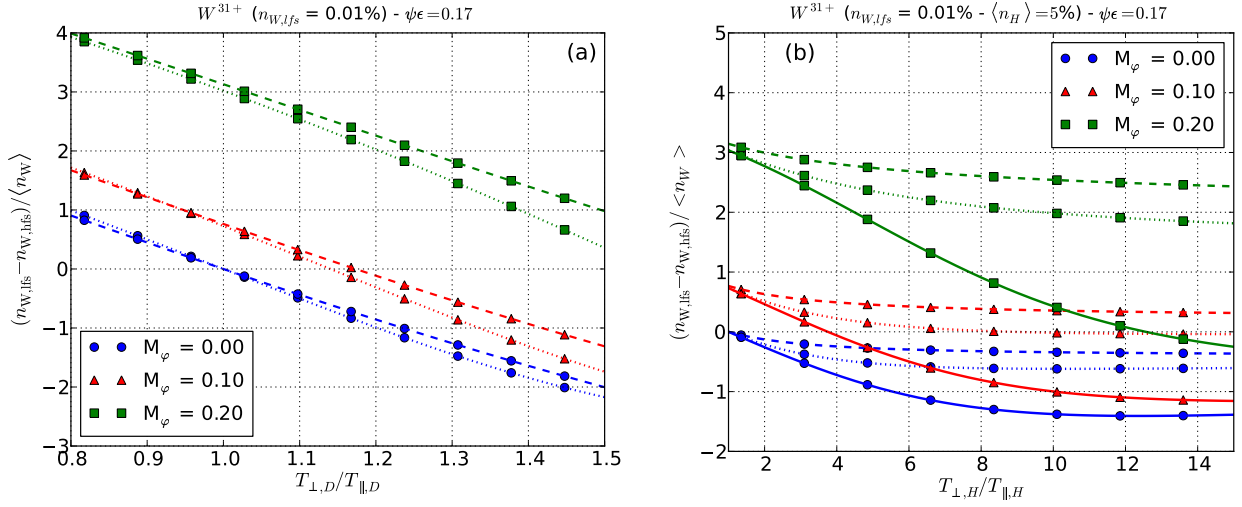 W^{31+} (n_{W,lfs} = 0.01%) - ψϵ=0.17
(a)
4
3
2
1
0
−1
−2
−3
(n_{W,lfs}−n_{W,hfs})/⟨n_W⟩
M_φ = 0.00
M_φ = 0.10
M_φ = 0.20
0.8 0.9 1.0 1.1 1.2 1.3 1.4 1.5
T_{⊥,D}/T_{∥,D}
W^{31+} (n_{W,lfs} = 0.01% - ⟨n_H⟩=5%) - ψϵ=0.17
(b)
5
4
3
2
1
0
−1
−2
(n_{W,lfs}−n_{W,hfs})/<n_W>
M_φ = 0.00
M_φ = 0.10
M_φ = 0.20
2 4 6 8 10 12 14
T_{⊥,H}/T_{∥,H}